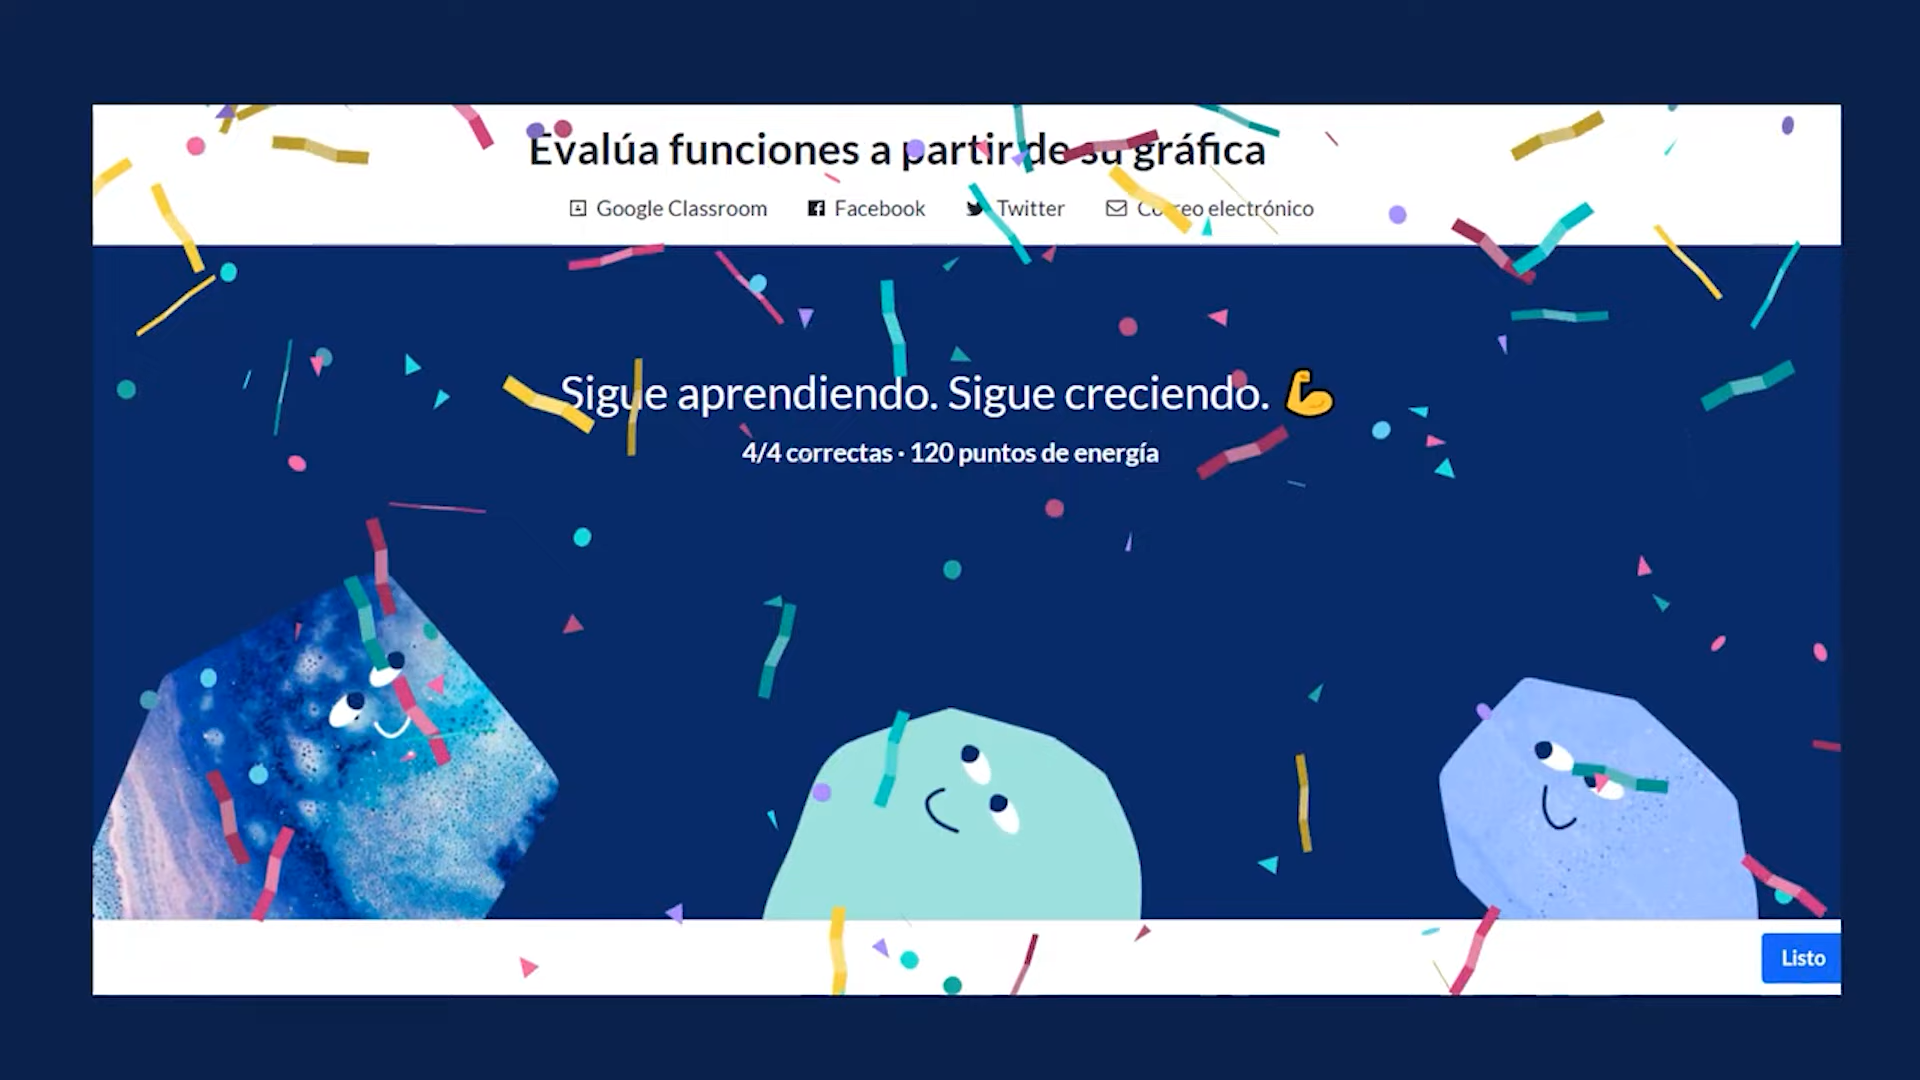 Evalúa funciones a partir de su gráfica
Google Classroom Facebook Twitter Correo electrónico
Sigue aprendiendo. Sigue creciendo. 💪
4/4 correctas · 120 puntos de energía
Listo